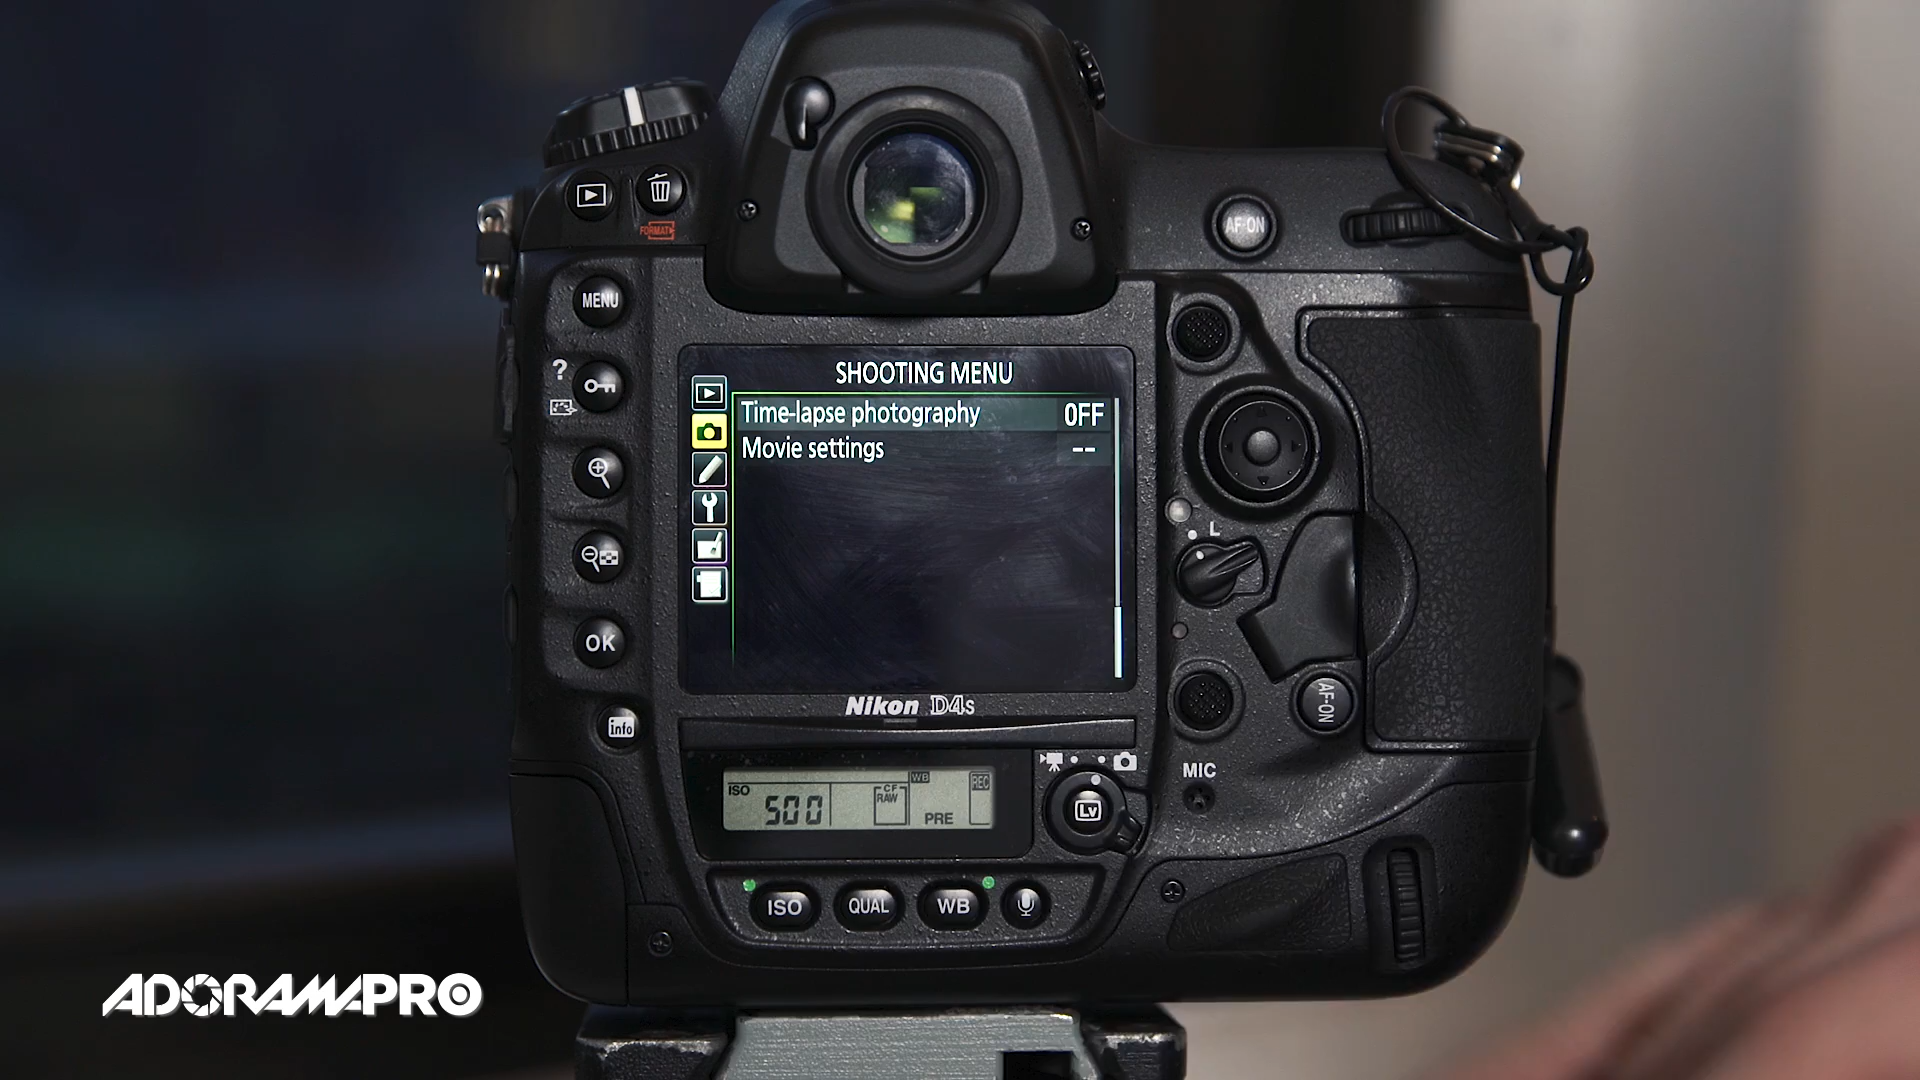 FORMAT
AF-ON
MENU
?
SHOOTING MENU
Time-lapse photography OFF
Movie settings --
L
OK
AF-ON
Nikon D4s
info
MIC
ISO 500
CF
RAW
WB
PRE
REC
Lv
ISO QUAL WB
ADORAMAPRO